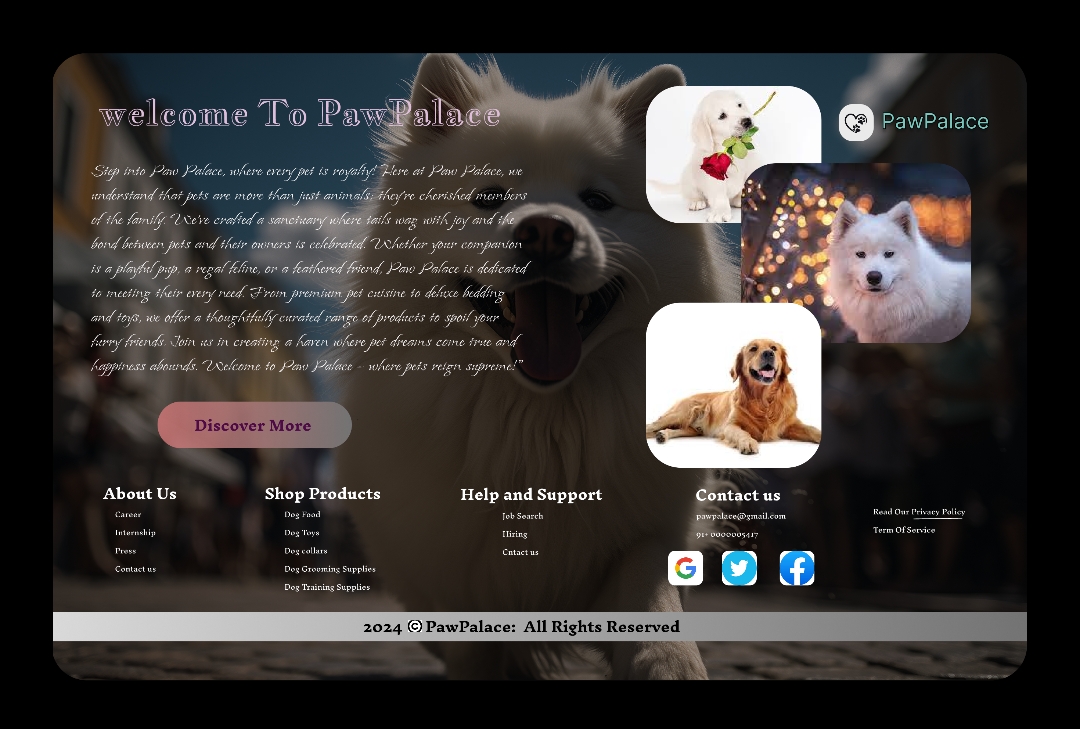 welcome To PawPalace
PawPalace
Step into Paw Palace, where every pet is royalty! Here at Paw Palace, we
understand that pets are more than just animals; they're cherished members
of the family. We've crafted a sanctuary where tails wag with joy and the
bond between pets and their owners is celebrated. Whether your companion
is a playful pup, a regal feline, or a feathered friend, Paw Palace is dedicated
to meeting their every need. From premium pet cuisine to deluxe bedding
and toys, we offer a thoughtfully curated range of products to spoil your
furry friends. Join us in creating a haven where pet dreams come true and
happiness abounds. Welcome to Paw Palace - where pets reign supreme!"
Discover More
About Us
Career
Internship
Press
Contact us
Shop Products
Dog Food
Dog Toys
Dog collars
Dog Grooming Supplies
Dog Training Supplies
Help and Support
Job Search
Hiring
Cntact us
Contact us
pawpalace@gmail.com
91+ 0000005417
Read Our Privacy Policy
Term Of Service
2024 © PawPalace: All Rights Reserved